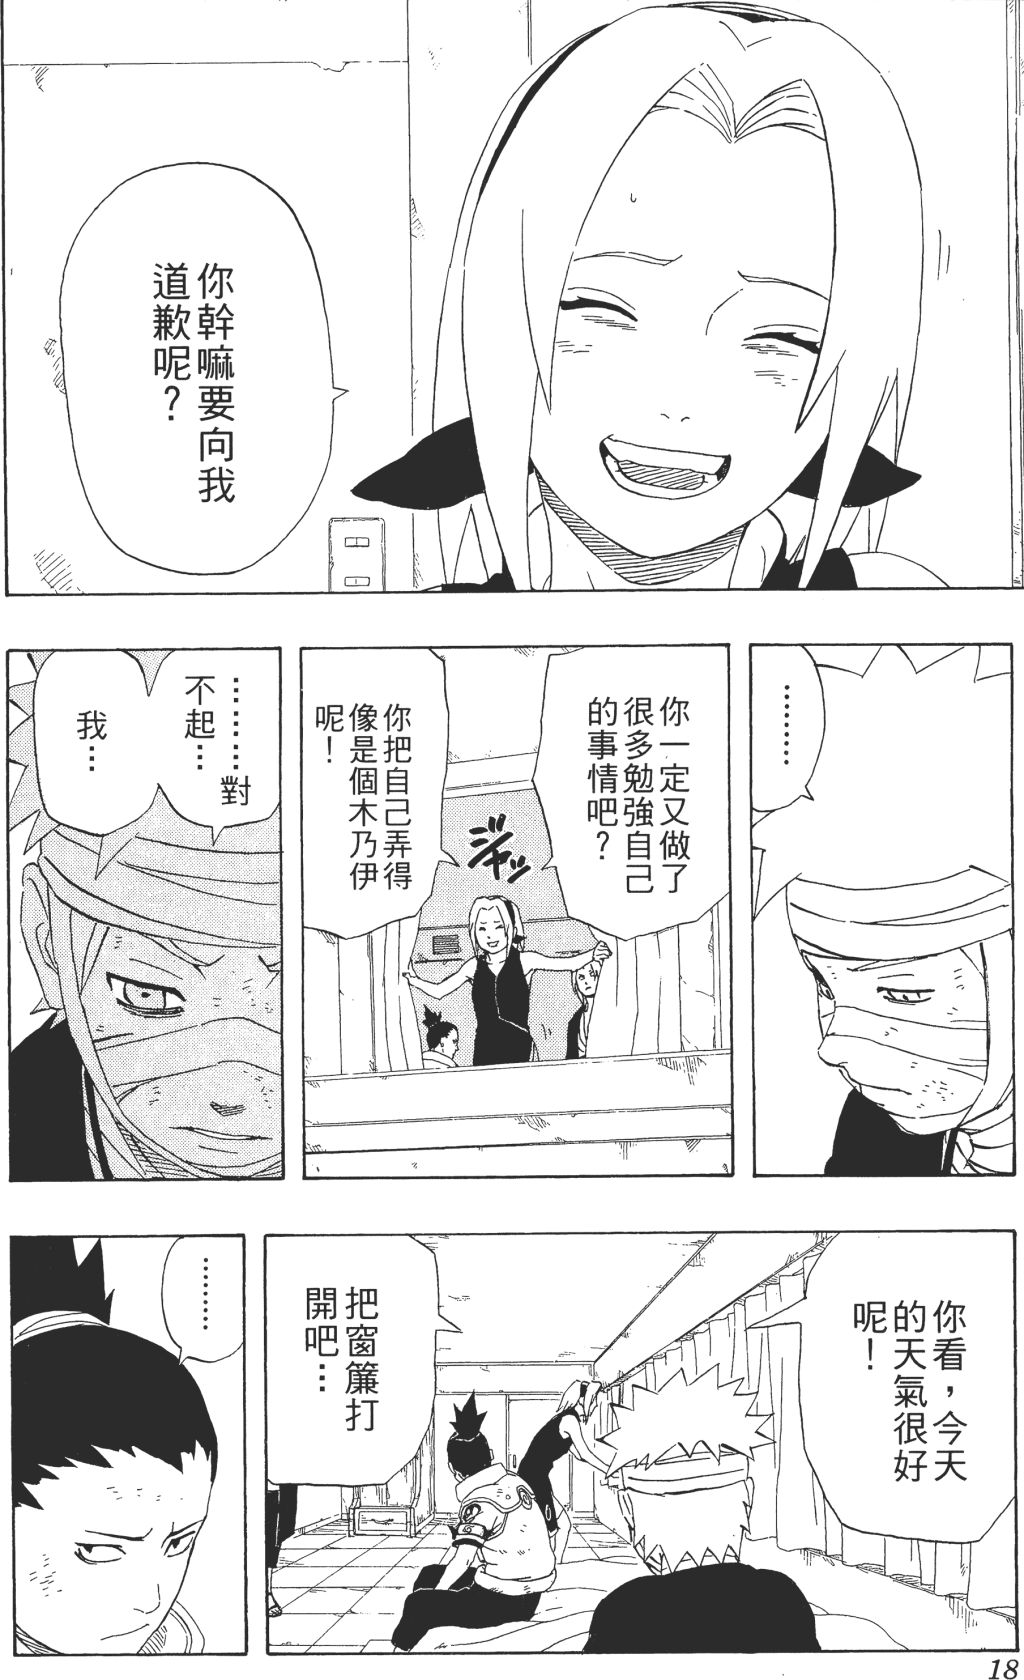 你幹嘛要向我
道歉呢？
………
你一定又做了
很多勉強自己
的事情吧？
ジャッ
你把自己弄得
像是個木乃伊
呢！
………對
不起…
我…
你看，今天
的天氣很好
呢！
把窗簾打
開吧…
………
18